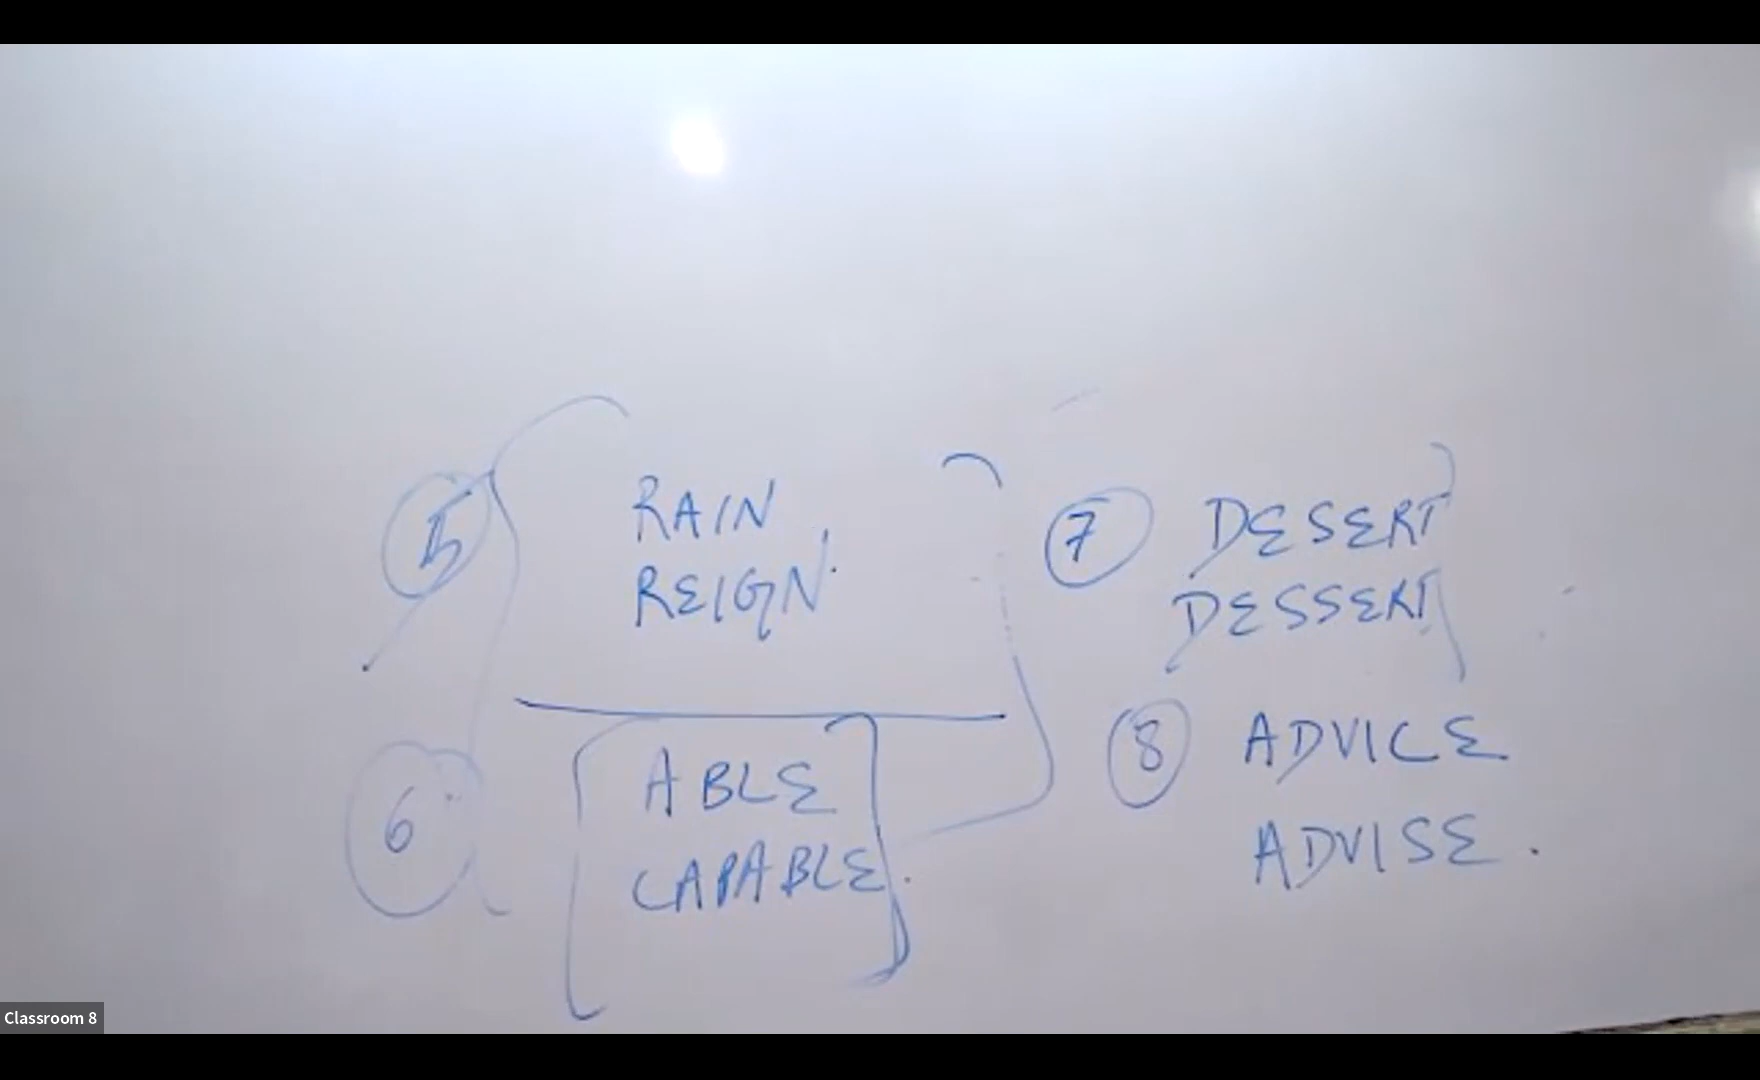 5 RAIN
REIGN.
6 ABLE
CAPABLE.
7 DESERT
DESSERT
8 ADVICE
ADVISE.
Classroom 8